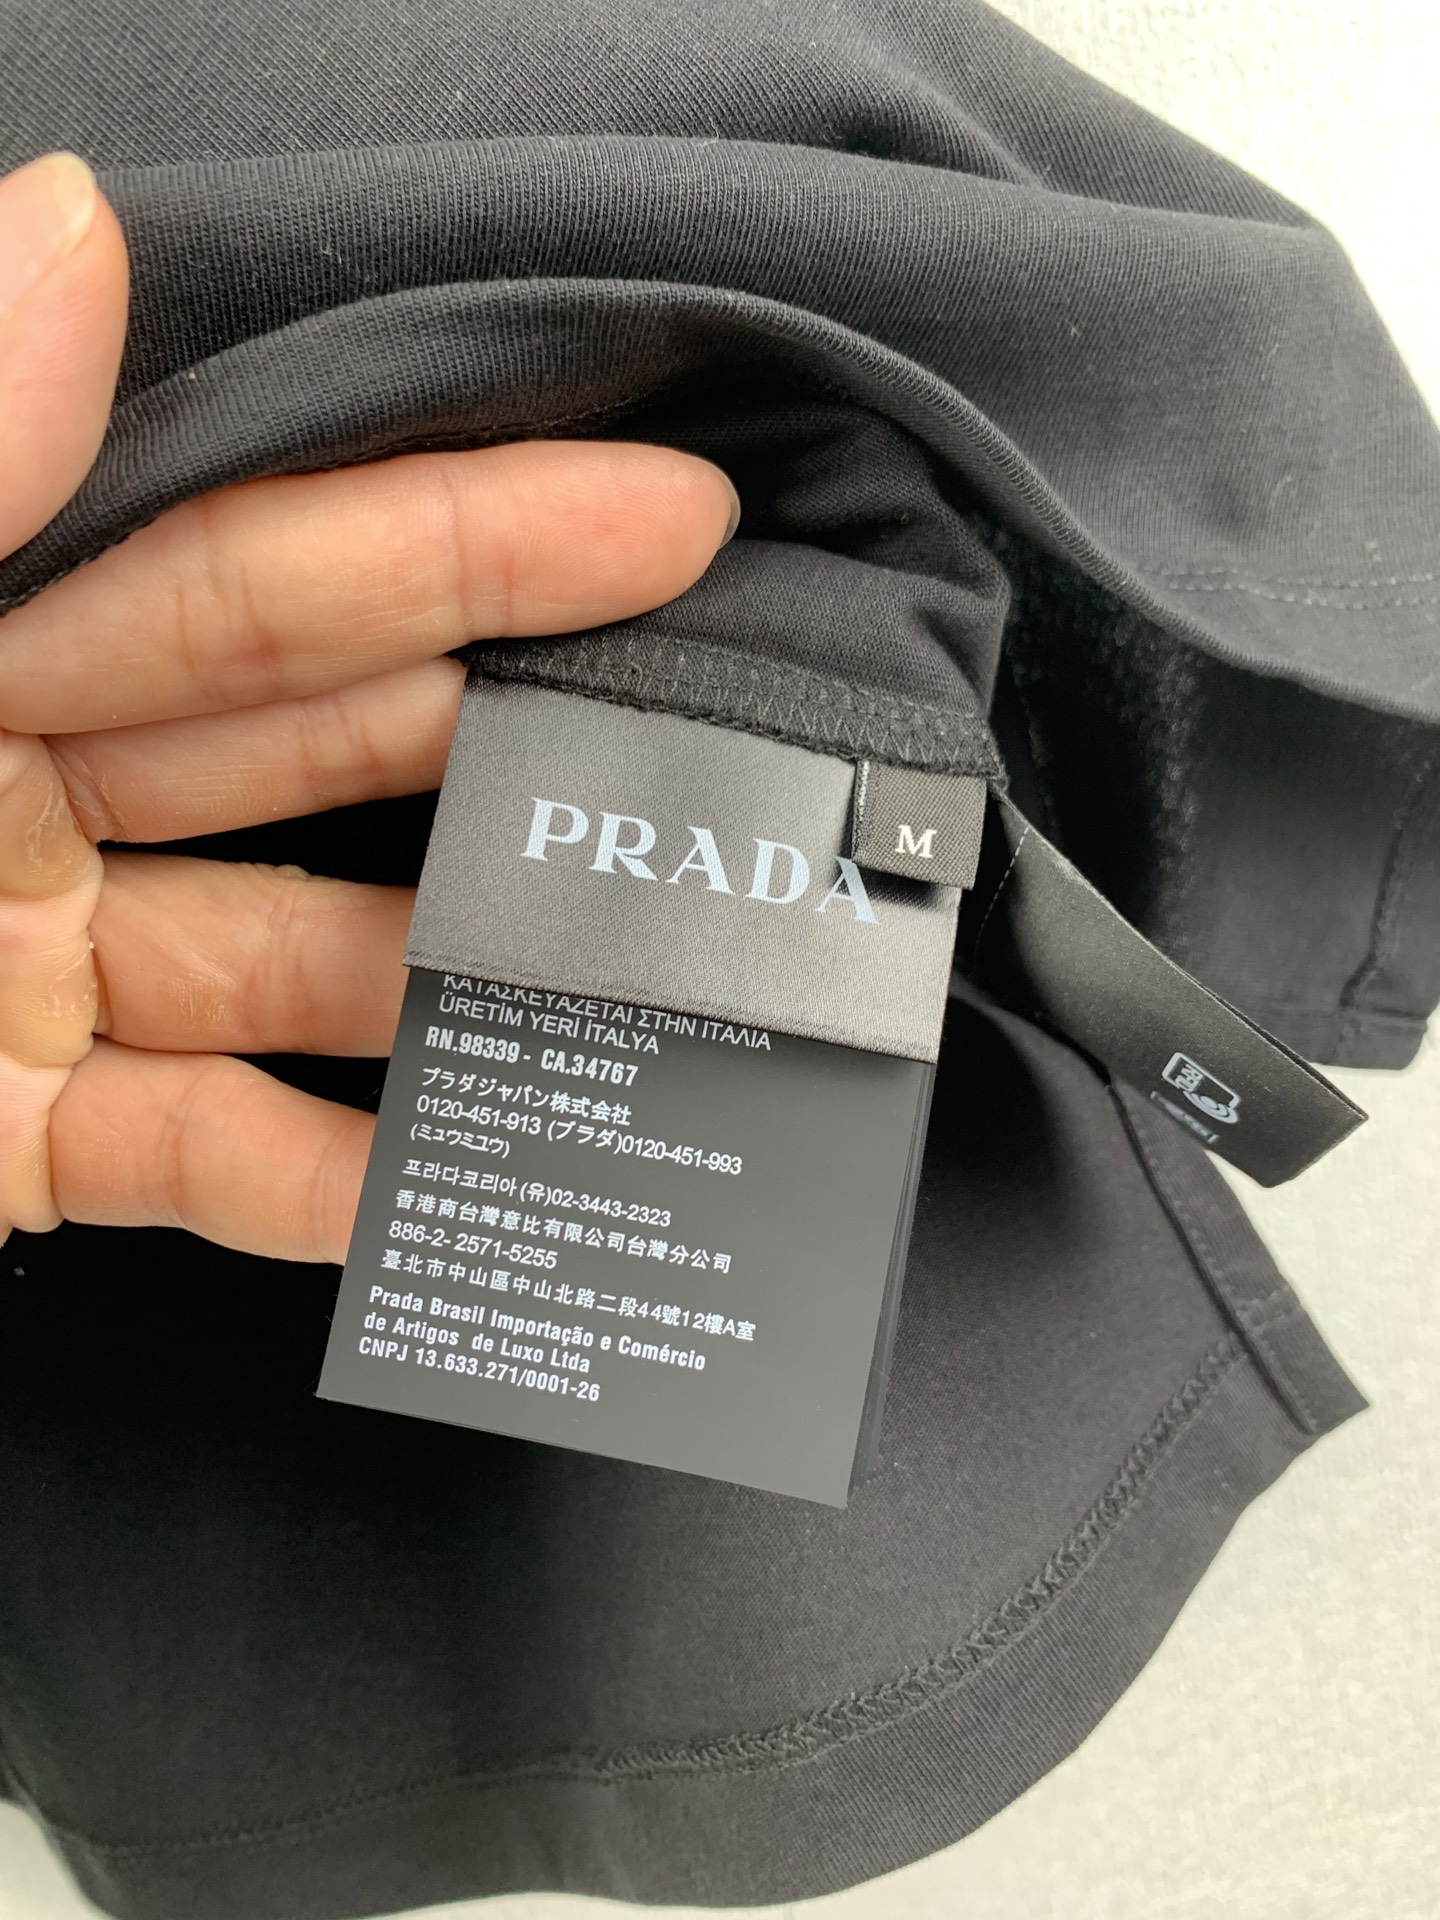 PRADA
M
ΚΑΤΑΣΚΕΥΑΖΕΤΑΙ ΣΤΗΝ ΙΤΑΛΙΑ
ÜRETİM YERİ İTALYA
RN.98339 - CA.34767
プラダジャパン株式会社
0120-451-913 (プラダ)0120-451-993
(ミュウミュウ)
프라다코리아(유)02-3443-2323
香港商台灣意比有限公司台灣分公司
886-2- 2571-5255
臺北市中山區中山北路二段44號12樓A室
Prada Brasil Importação e Comércio
de Artigos de Luxo Ltda
CNPJ 13.633.271/0001-26